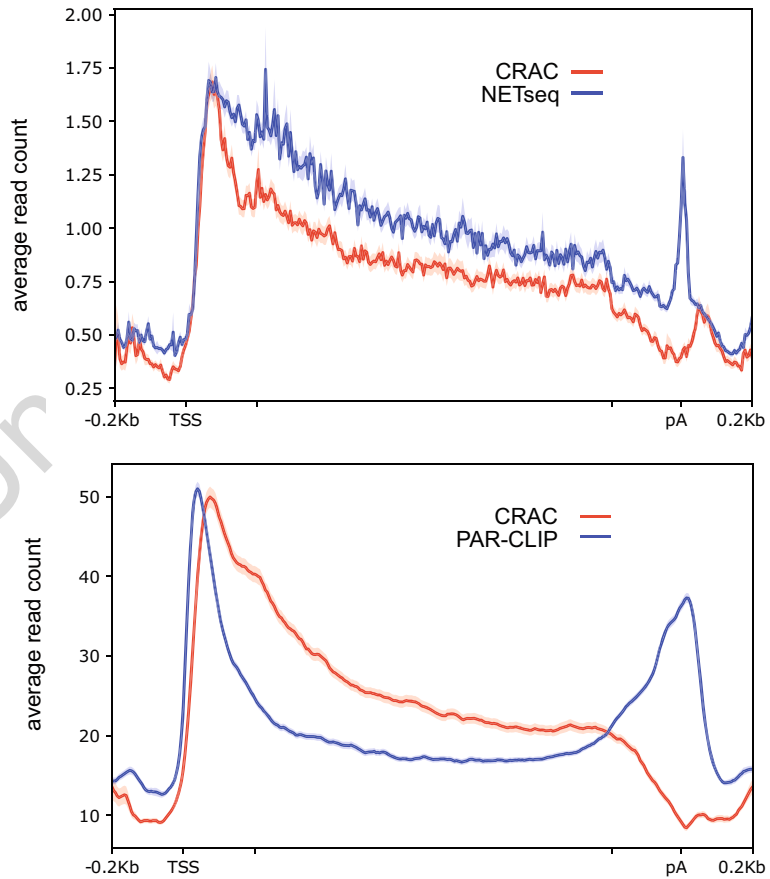 2.00
1.75
1.50
1.25
1.00
0.75
0.50
0.25
average read count
CRAC
NETseq
-0.2Kb TSS pA 0.2Kb
50
40
30
20
10
average read count
CRAC
PAR-CLIP
-0.2Kb TSS pA 0.2Kb